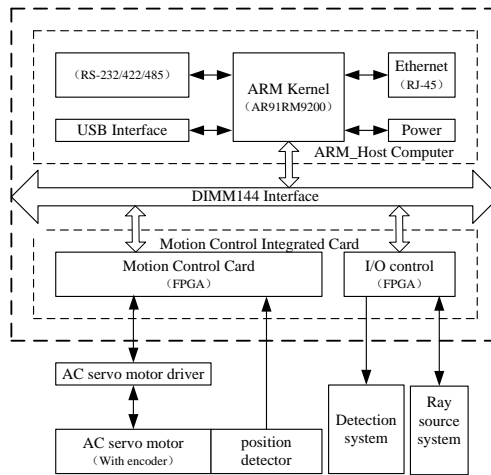 (RS-232/422/485)
ARM Kernel
(AR91RM9200)
Ethernet
(RJ-45)
USB Interface
Power
ARM_Host Computer
DIMM144 Interface
Motion Control Integrated Card
Motion Control Card
(FPGA)
I/O control
(FPGA)
AC servo motor driver
AC servo motor
(With encoder)
position
detector
Detection
system
Ray
source
system